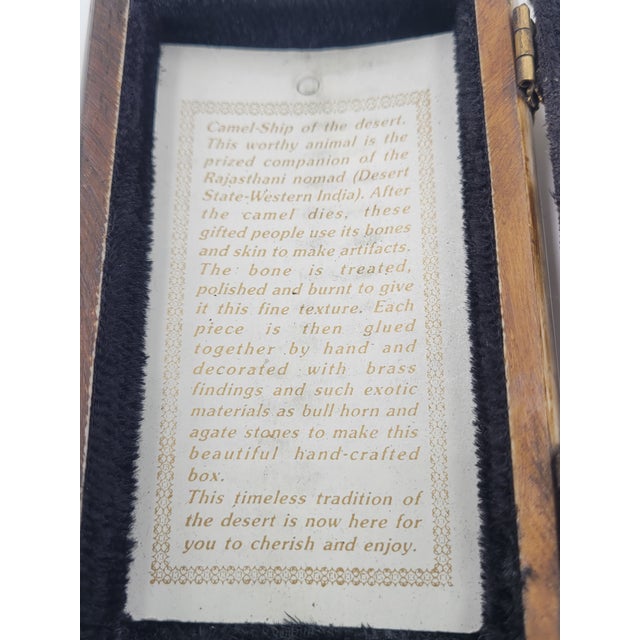 Camel-Ship of the desert.
This worthy animal is the
prized companion of the
Rajasthani nomad (Desert
State-Western India). After
the camel dies, these
gifted people use its bones
and skin to make artifacts.
The bone is treated,
polished and burnt to give
it this fine texture. Each
piece is then glued
together by hand and
decorated with brass
findings and such exotic
materials as bull horn and
agate stones to make this
beautiful hand-crafted
box.
This timeless tradition of
the desert is now here for
you to cherish and enjoy.